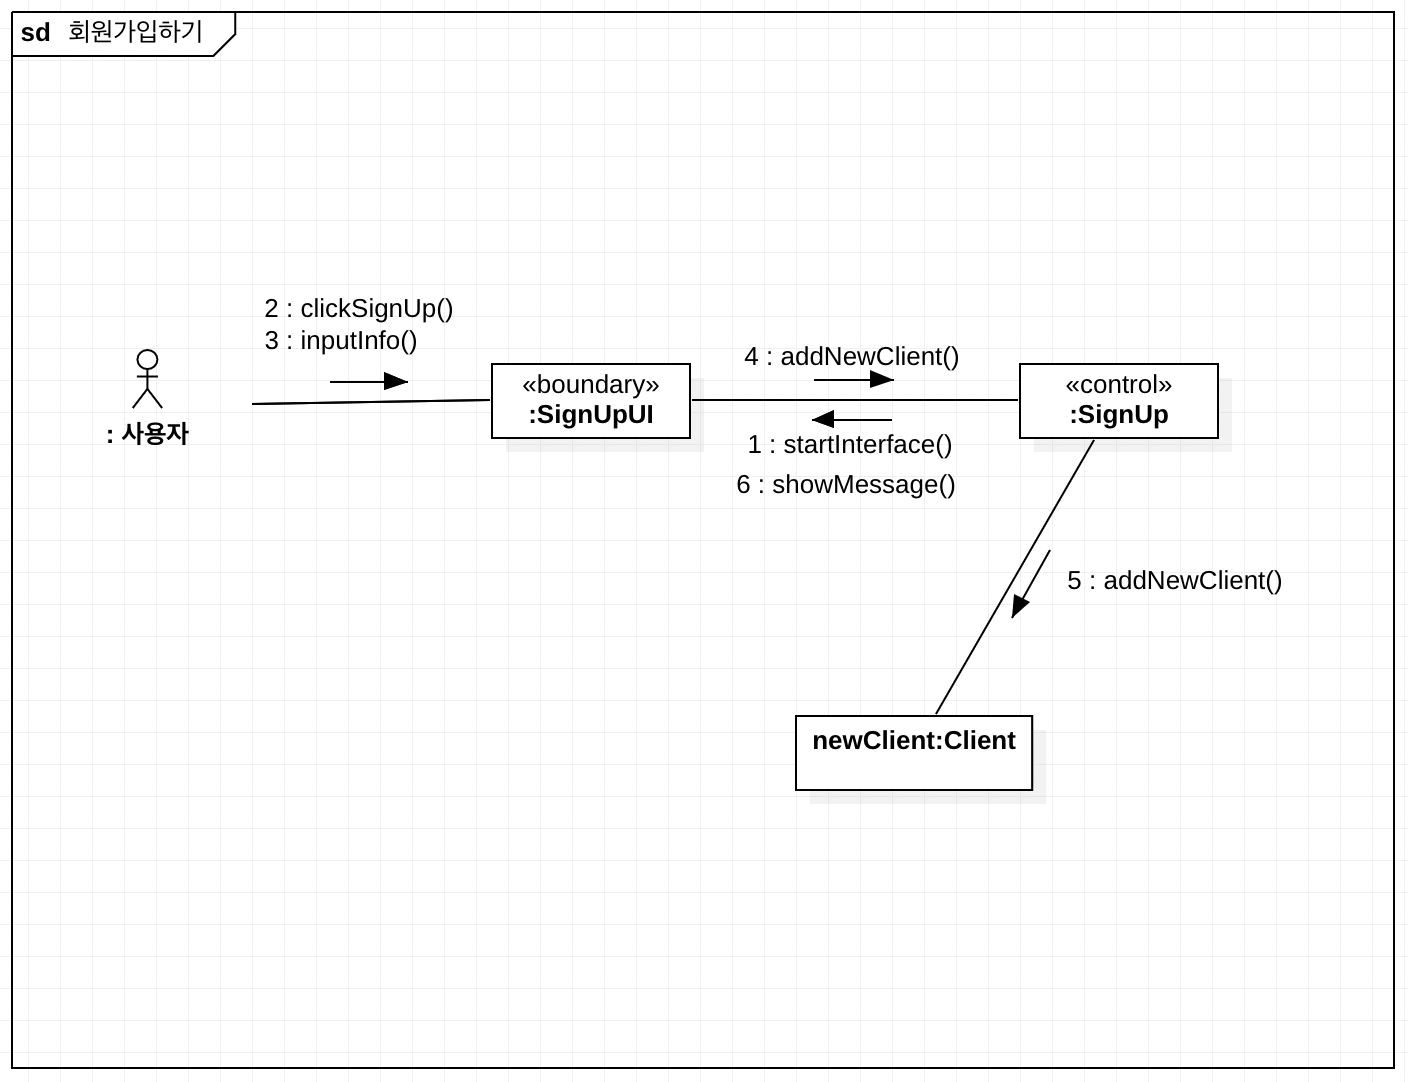 sd 회원가입하기
2 : clickSignUp()
3 : inputInfo()
: 사용자
«boundary»
:SignUpUI
4 : addNewClient()
1 : startInterface()
6 : showMessage()
«control»
:SignUp
5 : addNewClient()
newClient:Client